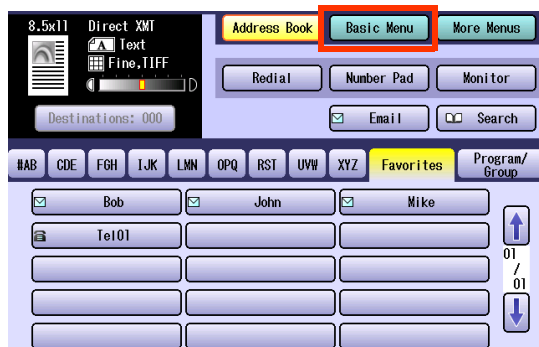 8.5x11 Direct XMT
A Text
Fine,TIFF
D
Destinations: 000
Address Book
Basic Menu
More Menus
Redial
Number Pad
Monitor
Email
Search
#AB
CDE
FGH
IJK
LMN
OPQ
RST
UVW
XYZ
Favorites
Program/
Group
Bob
John
Mike
Tel01
01
/
01